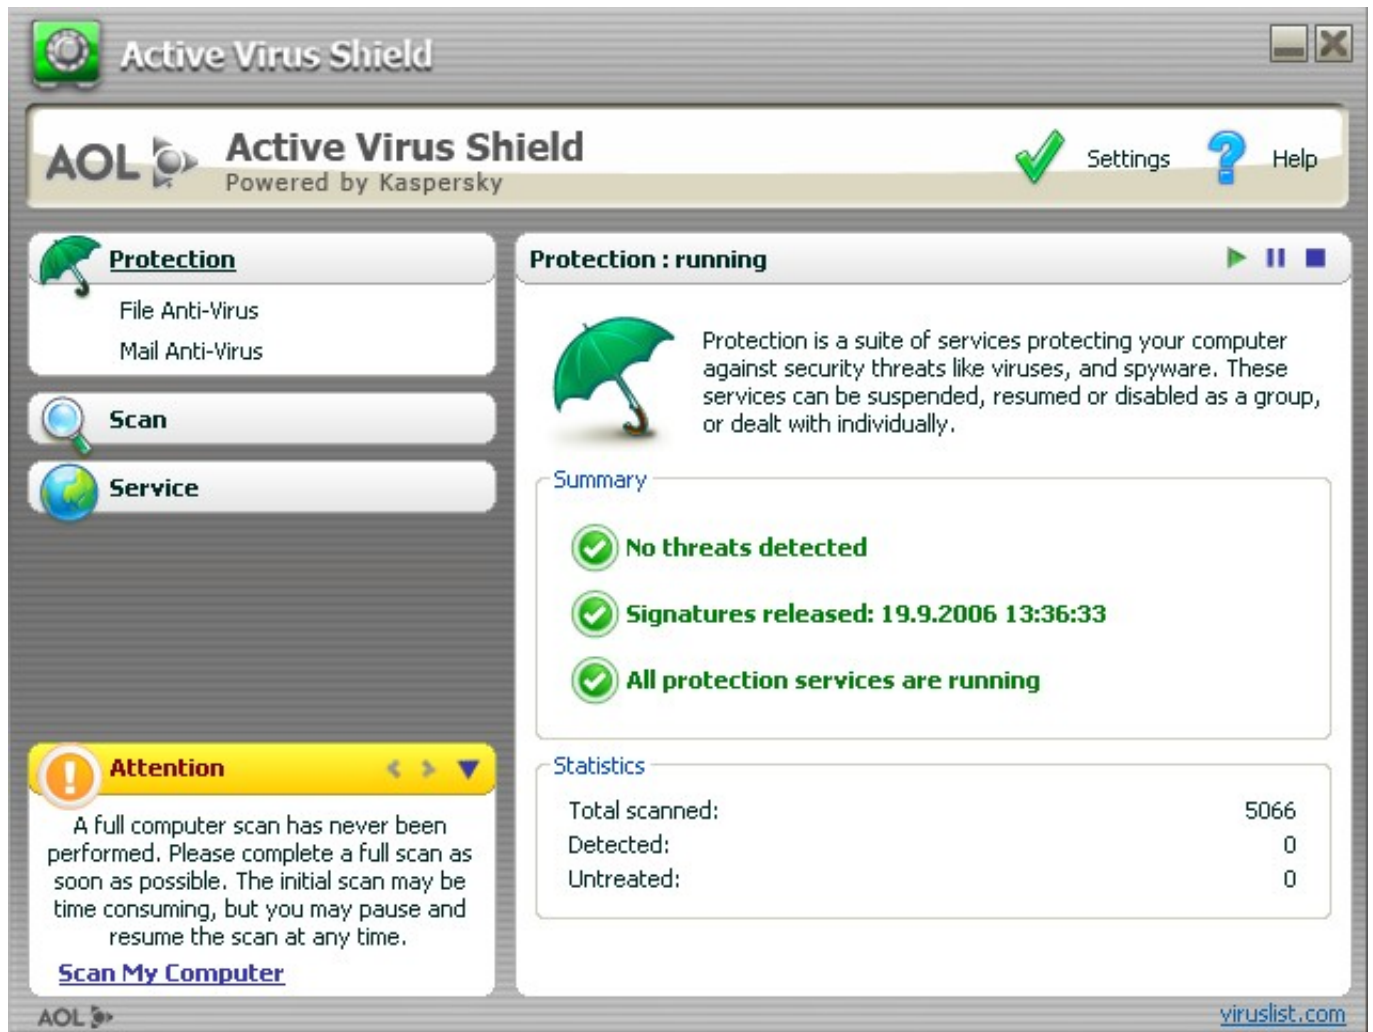 Active Virus Shield
AOL
Active Virus Shield
Powered by Kaspersky
Settings
Help
Protection
File Anti-Virus
Mail Anti-Virus
Scan
Service
Attention
A full computer scan has never been
performed. Please complete a full scan as
soon as possible. The initial scan may be
time consuming, but you may pause and
resume the scan at any time.
Scan My Computer
Protection : running
Protection is a suite of services protecting your computer
against security threats like viruses, and spyware. These
services can be suspended, resumed or disabled as a group,
or dealt with individually.
Summary
No threats detected
Signatures released: 19.9.2006 13:36:33
All protection services are running
Statistics
Total scanned: 5066
Detected: 0
Untreated: 0
AOL
viruslist.com